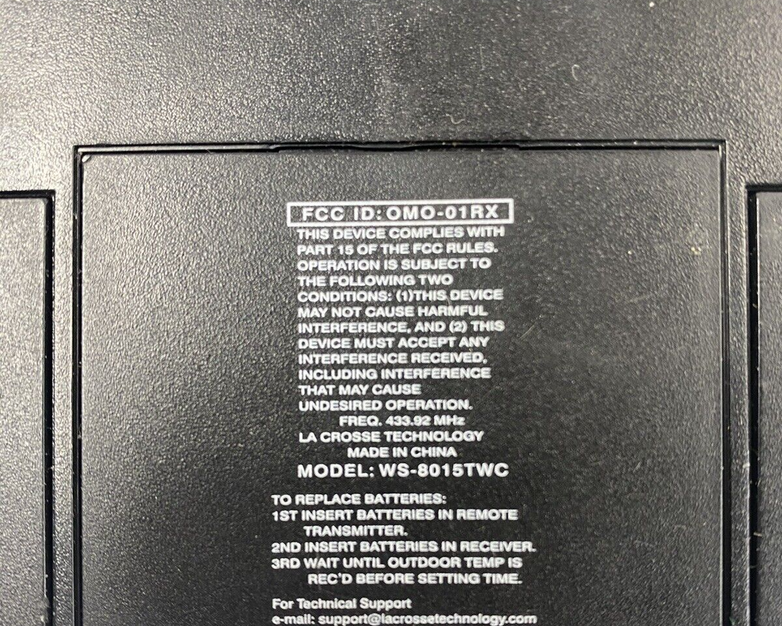 FCC ID: OMO-01RX
THIS DEVICE COMPLIES WITH
PART 15 OF THE FCC RULES.
OPERATION IS SUBJECT TO
THE FOLLOWING TWO
CONDITIONS: (1)THIS DEVICE
MAY NOT CAUSE HARMFUL
INTERFERENCE, AND (2) THIS
DEVICE MUST ACCEPT ANY
INTERFERENCE RECEIVED,
INCLUDING INTERFERENCE
THAT MAY CAUSE
UNDESIRED OPERATION.
FREQ. 433.92 MHz
LA CROSSE TECHNOLOGY
MADE IN CHINA
MODEL: WS-8015TWC
TO REPLACE BATTERIES:
1ST INSERT BATTERIES IN REMOTE
TRANSMITTER.
2ND INSERT BATTERIES IN RECEIVER.
3RD WAIT UNTIL OUTDOOR TEMP IS
REC'D BEFORE SETTING TIME.
For Technical Support
e-mail: support@lacrossetechnology.com